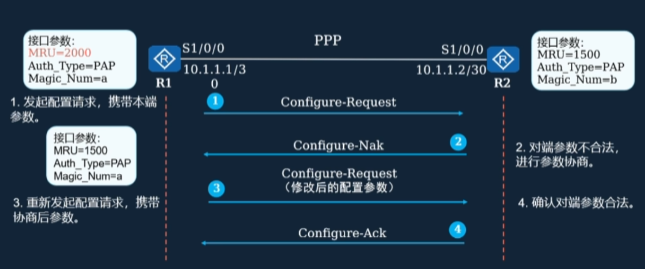 接口参数:
MRU=2000
Auth_Type=PAP
Magic_Num=a
R
R1
S1/0/0
PPP
S1/0/0
10.1.1.1/3
0
10.1.1.2/30
R
R2
接口参数:
MRU=1500
Auth_Type=PAP
Magic_Num=b
1. 发起配置请求，携带本端
参数。
1
Configure-Request
接口参数:
MRU=1500
Auth_Type=PAP
Magic_Num=a
Configure-Nak
2
2. 对端参数不合法，
进行参数协商。
3. 重新发起配置请求，携带
协商后参数。
3
Configure-Request
(修改后的配置参数)
4. 确认对端参数合法。
Configure-Ack
4